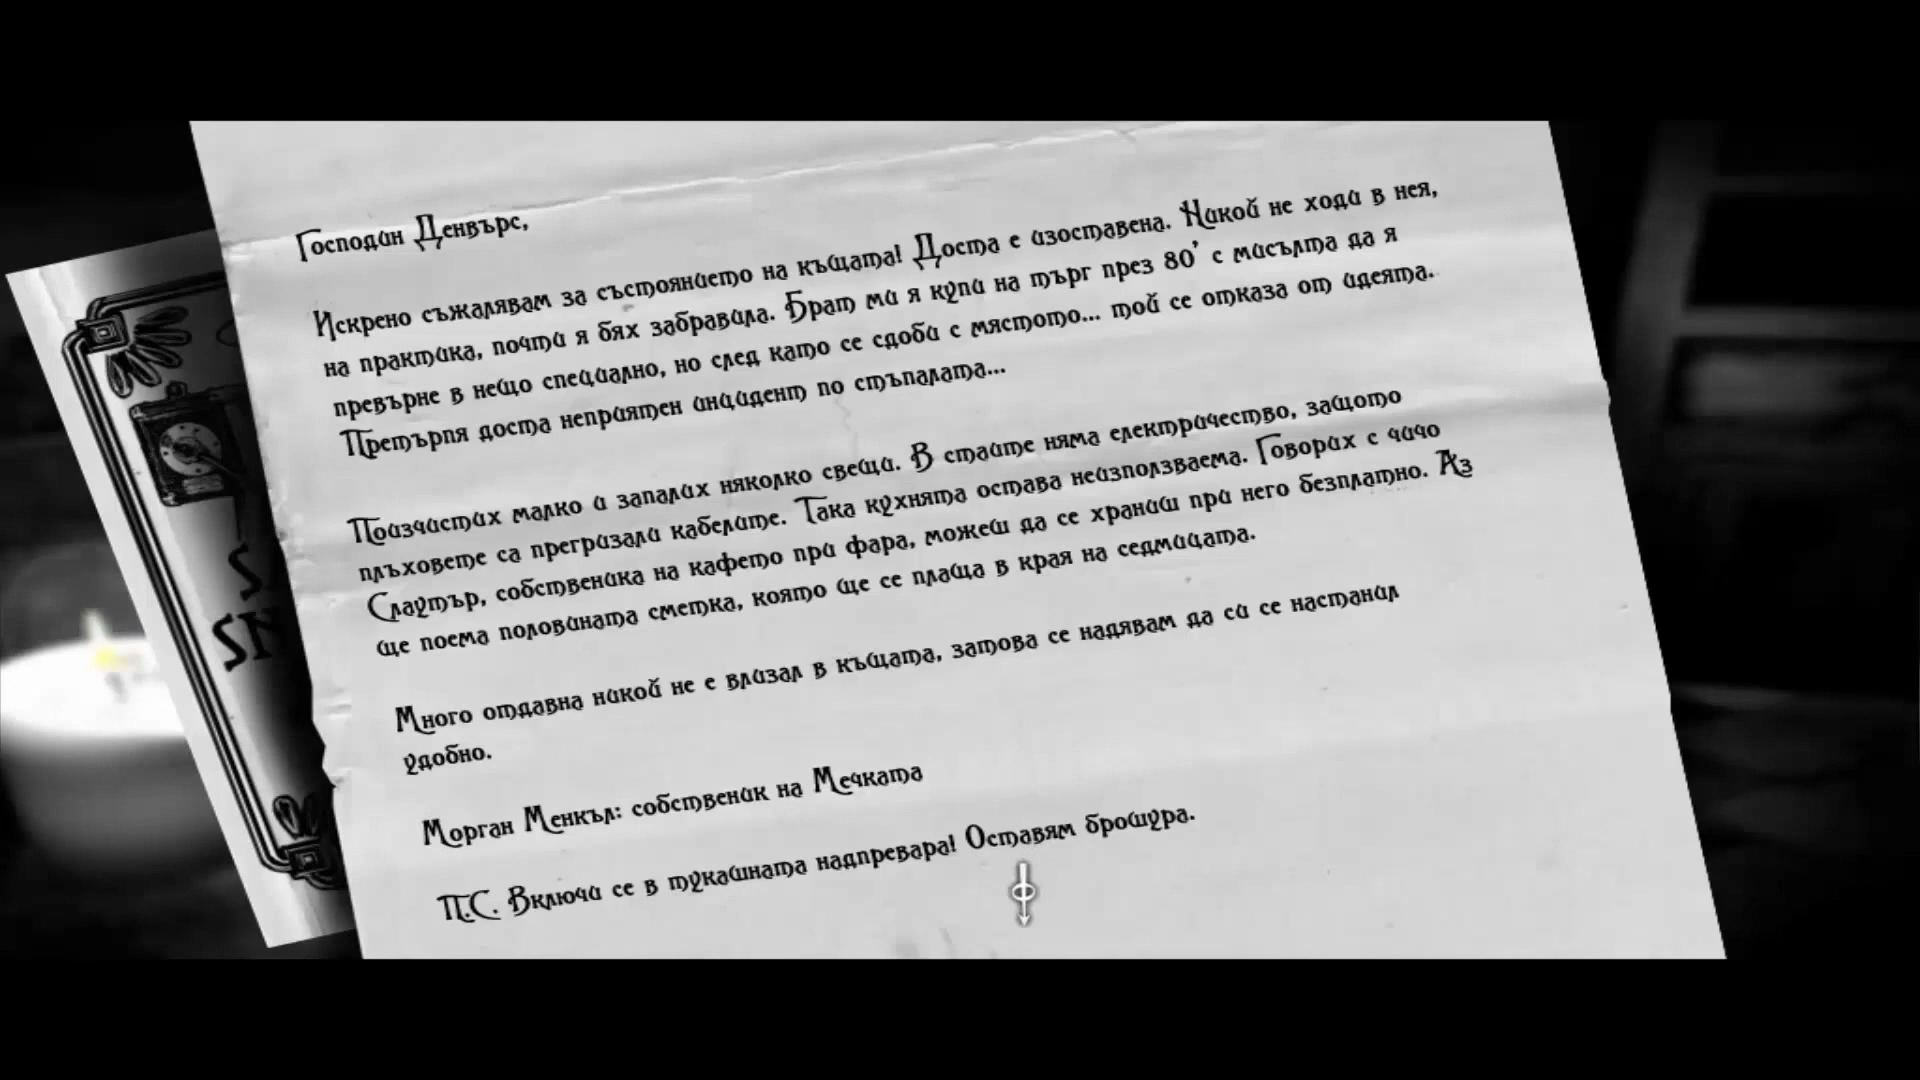 Господин Денвърс,
Искрено съжалявам за състоянието на къщата! Доста е изоставена. Никой не ходи в нея,
на практика, почти я бях забравила. Брат ми я купи на търг през 80' с мисълта да я
превърне в нещо специално, но след като се сдоби с мястото... той се отказа от идеята.
Претърпя доста неприятен инцидент по стъпалата...
Поизчистих малко и запалих няколко свещи. В стаите няма електричество, защото
плъховете са прегризали кабелите. Така кухнята остава неизползваема. Говорих с чичо
Слаутър, собственика на кафето при фара, можеш да се храниш при него безплатно. Аз
ще поема половината сметка, която ще се плаща в края на седмицата.
Много отдавна никой не е влизал в къщата, затова се надявам да си се настанил
удобно.
Морган Менкъл: собственик на Мечката
П.С. Включи се в тукашната надпревара! Оставям брошура.